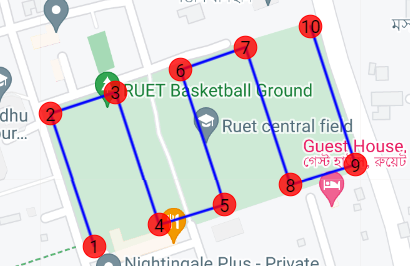 10
7
6
3
RUET Basketball Ground
2
dhu
our...
Ruet central field
Guest House,
গেস্ট হা
রুয়েট
9
8
5
4
1
Nightingale Plus - Private